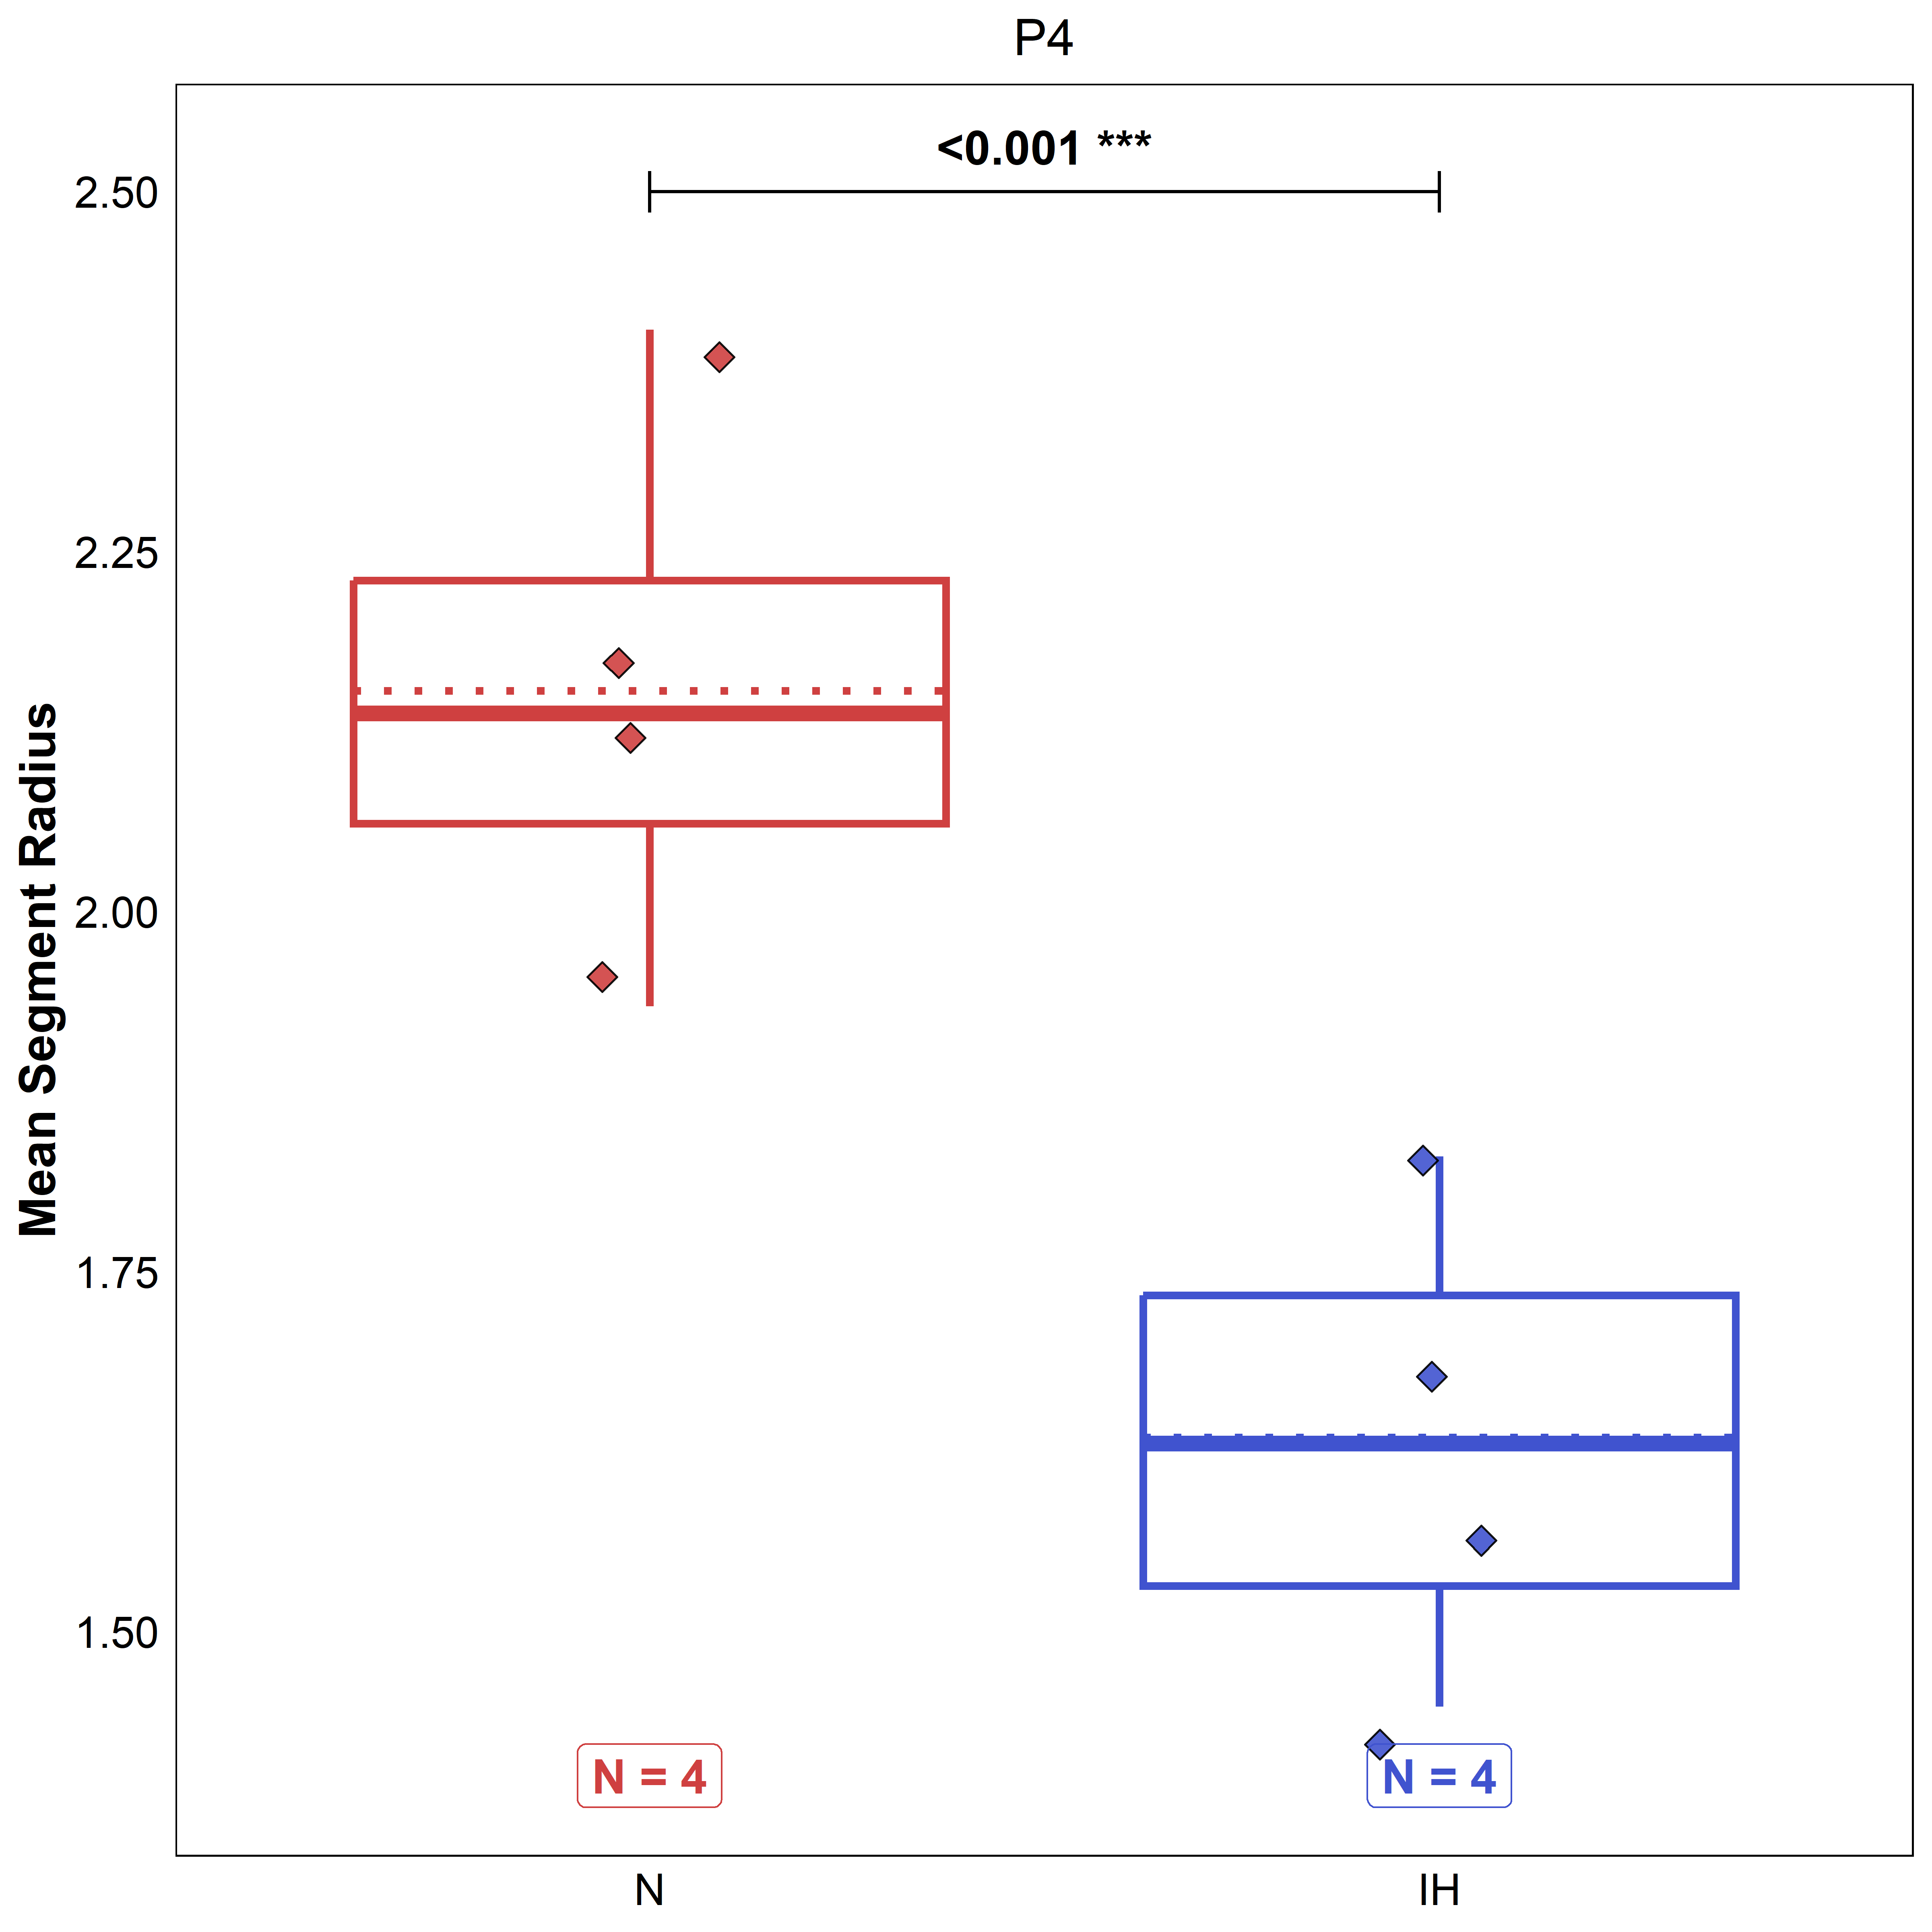 P4
<0.001 ***
2.50
2.25
2.00
1.75
1.50
Mean Segment Radius
N = 4
N = 4
N
IH